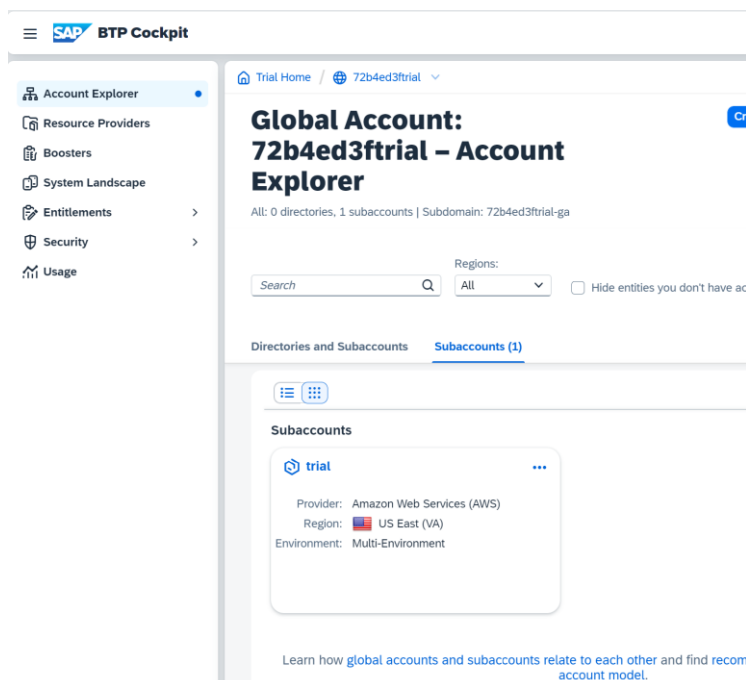 SAP BTP Cockpit
Account Explorer
Resource Providers
Boosters
System Landscape
Entitlements
Security
Usage
Trial Home / 72b4ed3ftrial
Global Account:
72b4ed3ftrial – Account
Explorer
Cr
All: 0 directories, 1 subaccounts | Subdomain: 72b4ed3ftrial-ga
Regions:
Search
All
Hide entities you don't have ac
Directories and Subaccounts
Subaccounts (1)
Subaccounts
trial
Provider: Amazon Web Services (AWS)
Region: US East (VA)
Environment: Multi-Environment
Learn how global accounts and subaccounts relate to each other and find recom
account model.